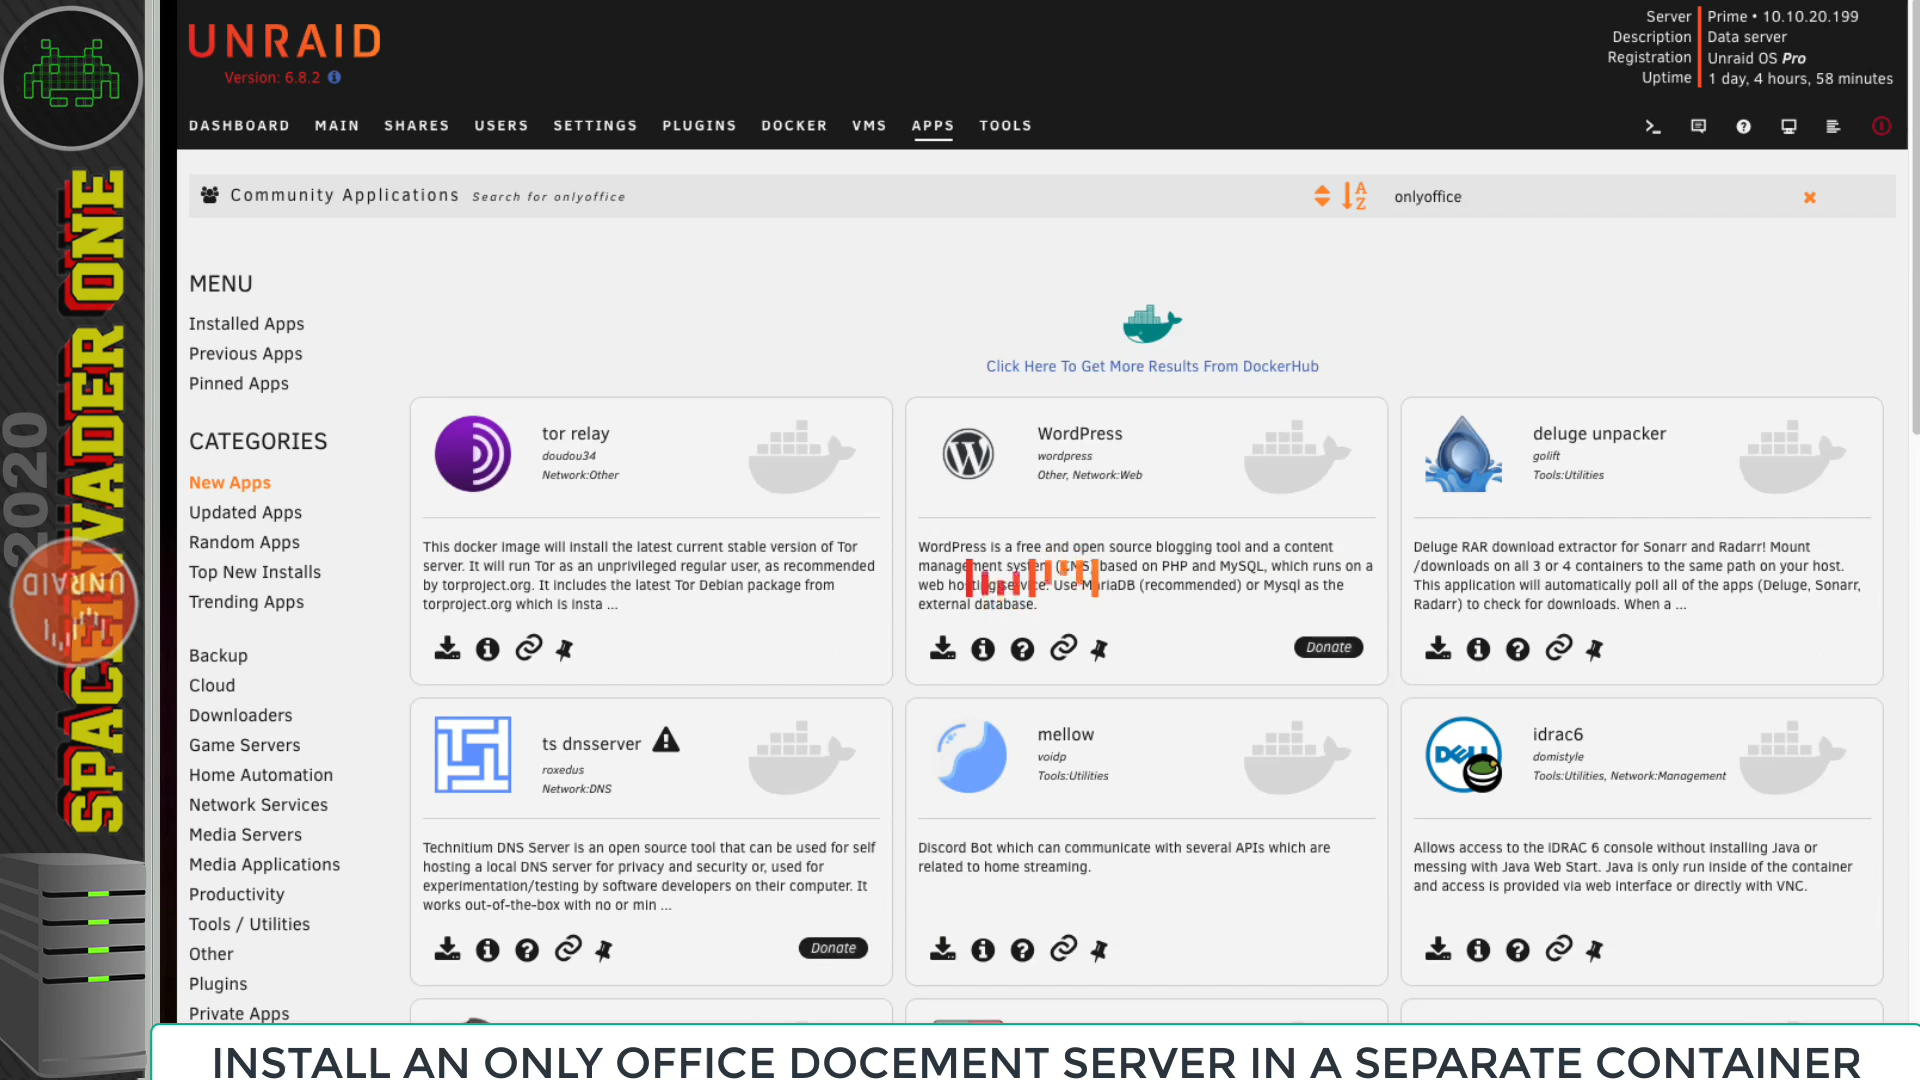 UNRAID
Version: 6.8.2
Server Prime • 10.10.20.199
Description Data server
Registration Unraid OS Pro
Uptime 1 day, 4 hours, 58 minutes
DASHBOARD MAIN SHARES USERS SETTINGS PLUGINS DOCKER VMS APPS TOOLS
Community Applications Search for onlyoffice
A
Z
onlyoffice
MENU
Installed Apps
Previous Apps
Pinned Apps
CATEGORIES
New Apps
Updated Apps
Random Apps
Top New Installs
Trending Apps
Backup
Cloud
Downloaders
Game Servers
Home Automation
Network Services
Media Servers
Media Applications
Productivity
Tools / Utilities
Other
Plugins
Private Apps
Click Here To Get More Results From DockerHub
tor relay
doudou34
Network:Other
This docker image will install the latest current stable version of Tor
server. It will run Tor as an unprivileged regular user, as recommended
by torproject.org. It includes the latest Tor Debian package from
torproject.org which is insta ...
WordPress
wordpress
Other, Network:Web
WordPress is a free and open source blogging tool and a content
management system (CMS) based on PHP and MySQL, which runs on a
web hosting service. Use MariaDB (recommended) or Mysql as the
external database.
Donate
deluge unpacker
golift
Tools:Utilities
Deluge RAR download extractor for Sonarr and Radarr! Mount
/downloads on all 3 or 4 containers to the same path on your host.
This application will automatically poll all of the apps (Deluge, Sonarr,
Radarr) to check for downloads. When a ...
ts dnsserver
roxedus
Network:DNS
Technitium DNS Server is an open source tool that can be used for self
hosting a local DNS server for privacy and security or, used for
experimentation/testing by software developers on their computer. It
works out-of-the-box with no or min ...
Donate
mellow
voidp
Tools:Utilities
Discord Bot which can communicate with several APIs which are
related to home streaming.
DELL
idrac6
domistyle
Tools:Utilities, Network:Management
Allows access to the iDRAC 6 console without installing Java or
messing with Java Web Start. Java is only run inside of the container
and access is provided via web interface or directly with VNC.
2020
SPACEINVADER ONE
UNRAID
INSTALL AN ONLY OFFICE DOCEMENT SERVER IN A SEPARATE CONTAINER